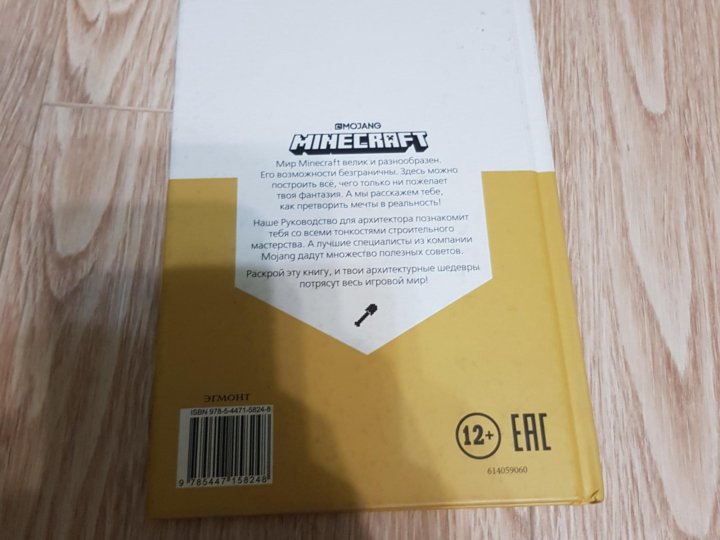 MOJANG
MINECRAFT
Мир Minecraft велик и разнообразен.
Его возможности безграничны. Здесь можно
построить всё, чего только ни пожелает
твоя фантазия. А мы расскажем тебе,
как претворить мечты в реальность!
Наше Руководство для архитектора познакомит
тебя со всеми тонкостями строительного
мастерства. А лучшие специалисты из компании
Mojang дадут множество полезных советов.
Раскрой эту книгу, и твои архитектурные шедевры
потрясут весь игровой мир!
ЭГМОНТ
ISBN 978-5-4471-5824-8
9 785447 158248
12+
EAC
614059060